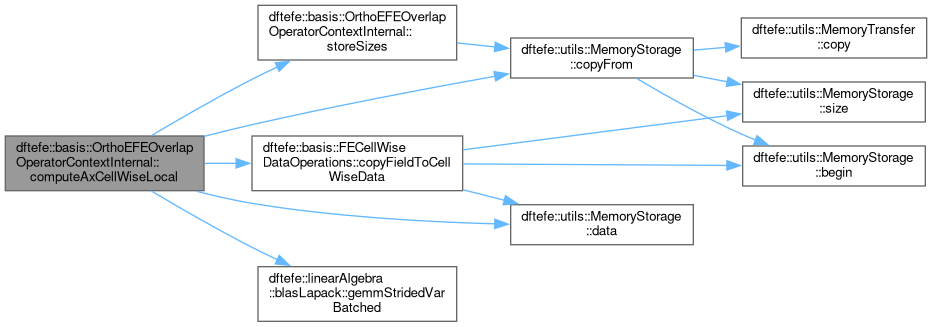 dftefe::basis::OrthoEFEOverlap
OperatorContextInternal::
computeAxCellWiseLocal
dftefe::basis::OrthoEFEOverlap
OperatorContextInternal::
storeSizes
dftefe::basis::FECellWise
DataOperations::copyFieldToCell
WiseData
dftefe::linearAlgebra
::blasLapack::gemmStridedVar
Batched
dftefe::utils::MemoryStorage
::copyFrom
dftefe::utils::MemoryStorage
::data
dftefe::utils::MemoryTransfer
::copy
dftefe::utils::MemoryStorage
::size
dftefe::utils::MemoryStorage
::begin